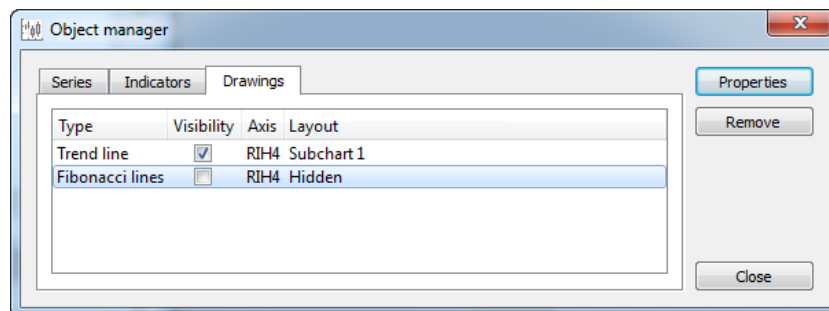 Object manager
Series Indicators Drawings
Properties
Remove
Type Visibility Axis Layout
Trend line RIH4 Subchart 1
Fibonacci lines RIH4 Hidden
Close